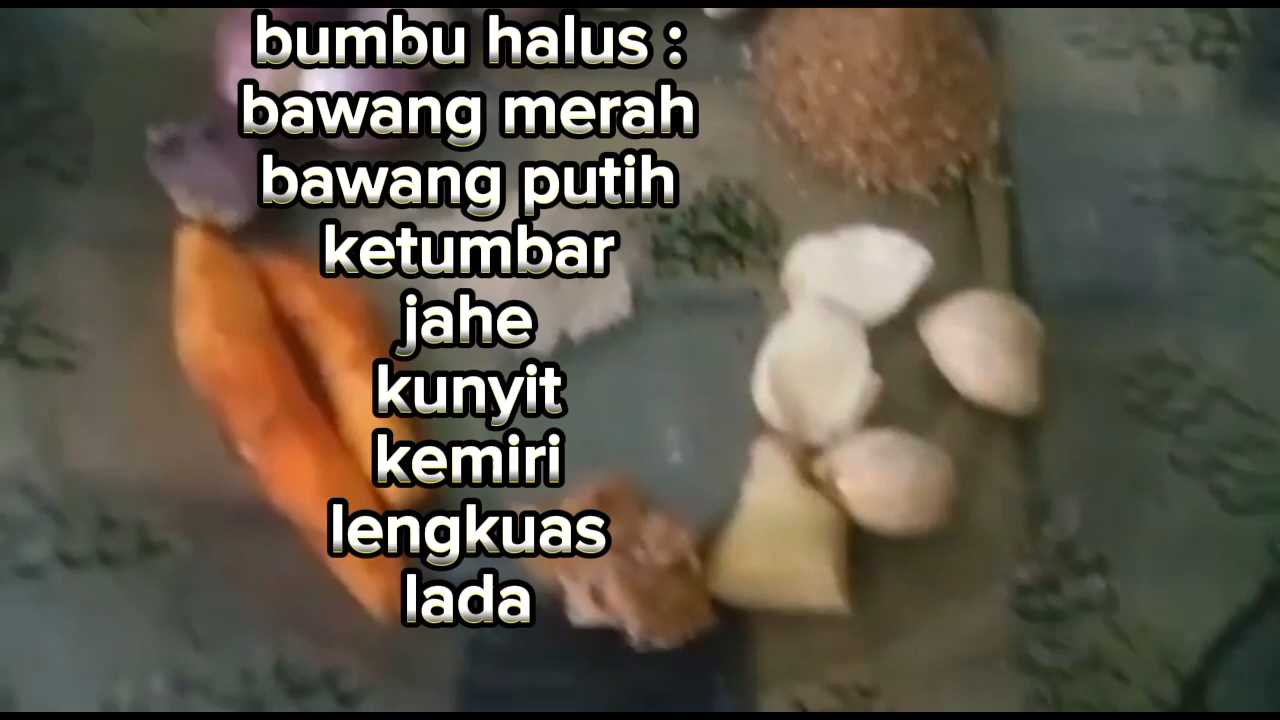 bumbu halus :
bawang merah
bawang putih
ketumbar
jahe
kunyit
kemiri
lengkuas
lada